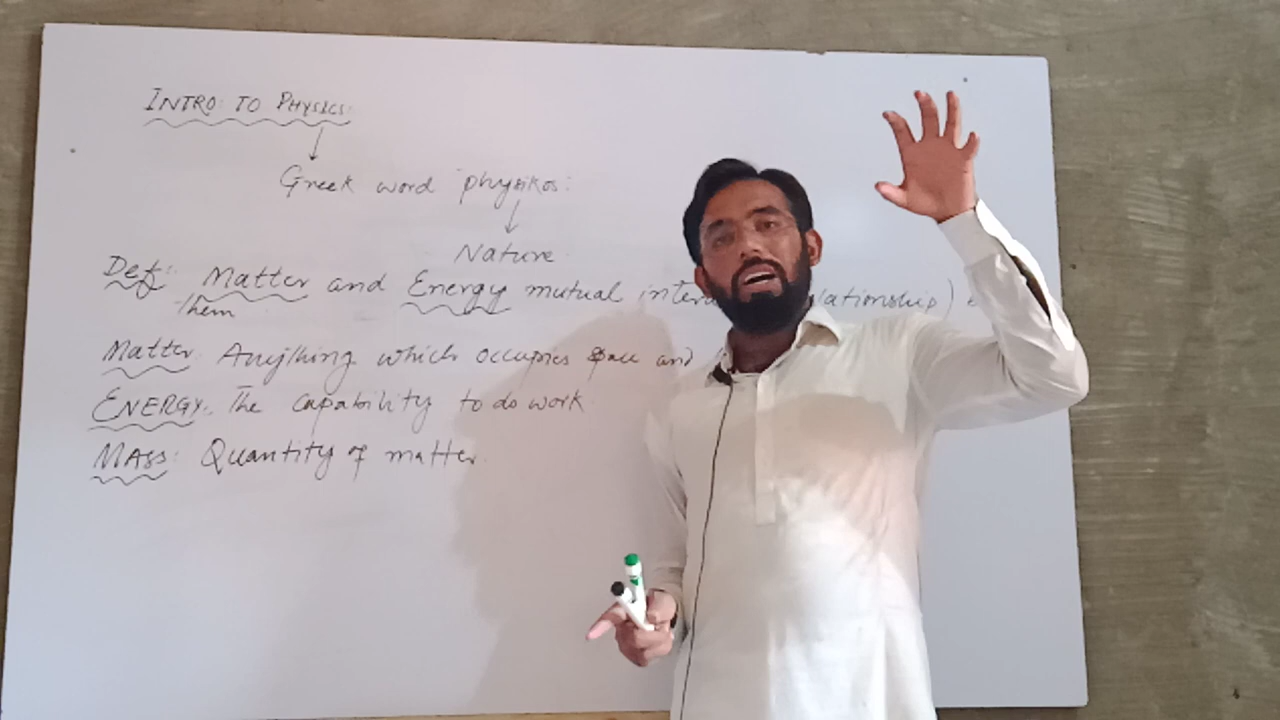 INTRO TO PHYSICS:
Greek word "physikos":
Nature
Def: Matter and Energy mutual lationship)
them
Matter: Anything which occupies space and
ENERGY: The capability to do work
MASS: Quantity of matter.